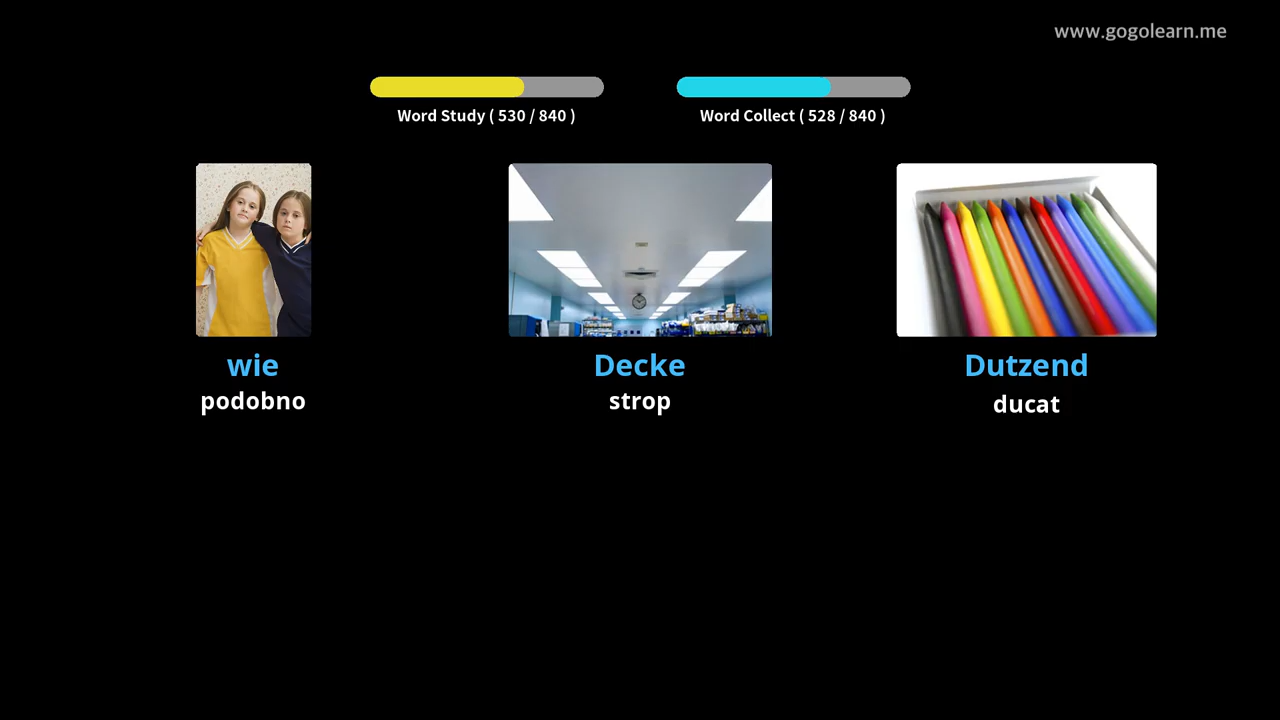 www.gogolearn.me
Word Study ( 530 / 840 )
Word Collect ( 528 / 840 )
wie
podobno
Decke
strop
Dutzend
ducat